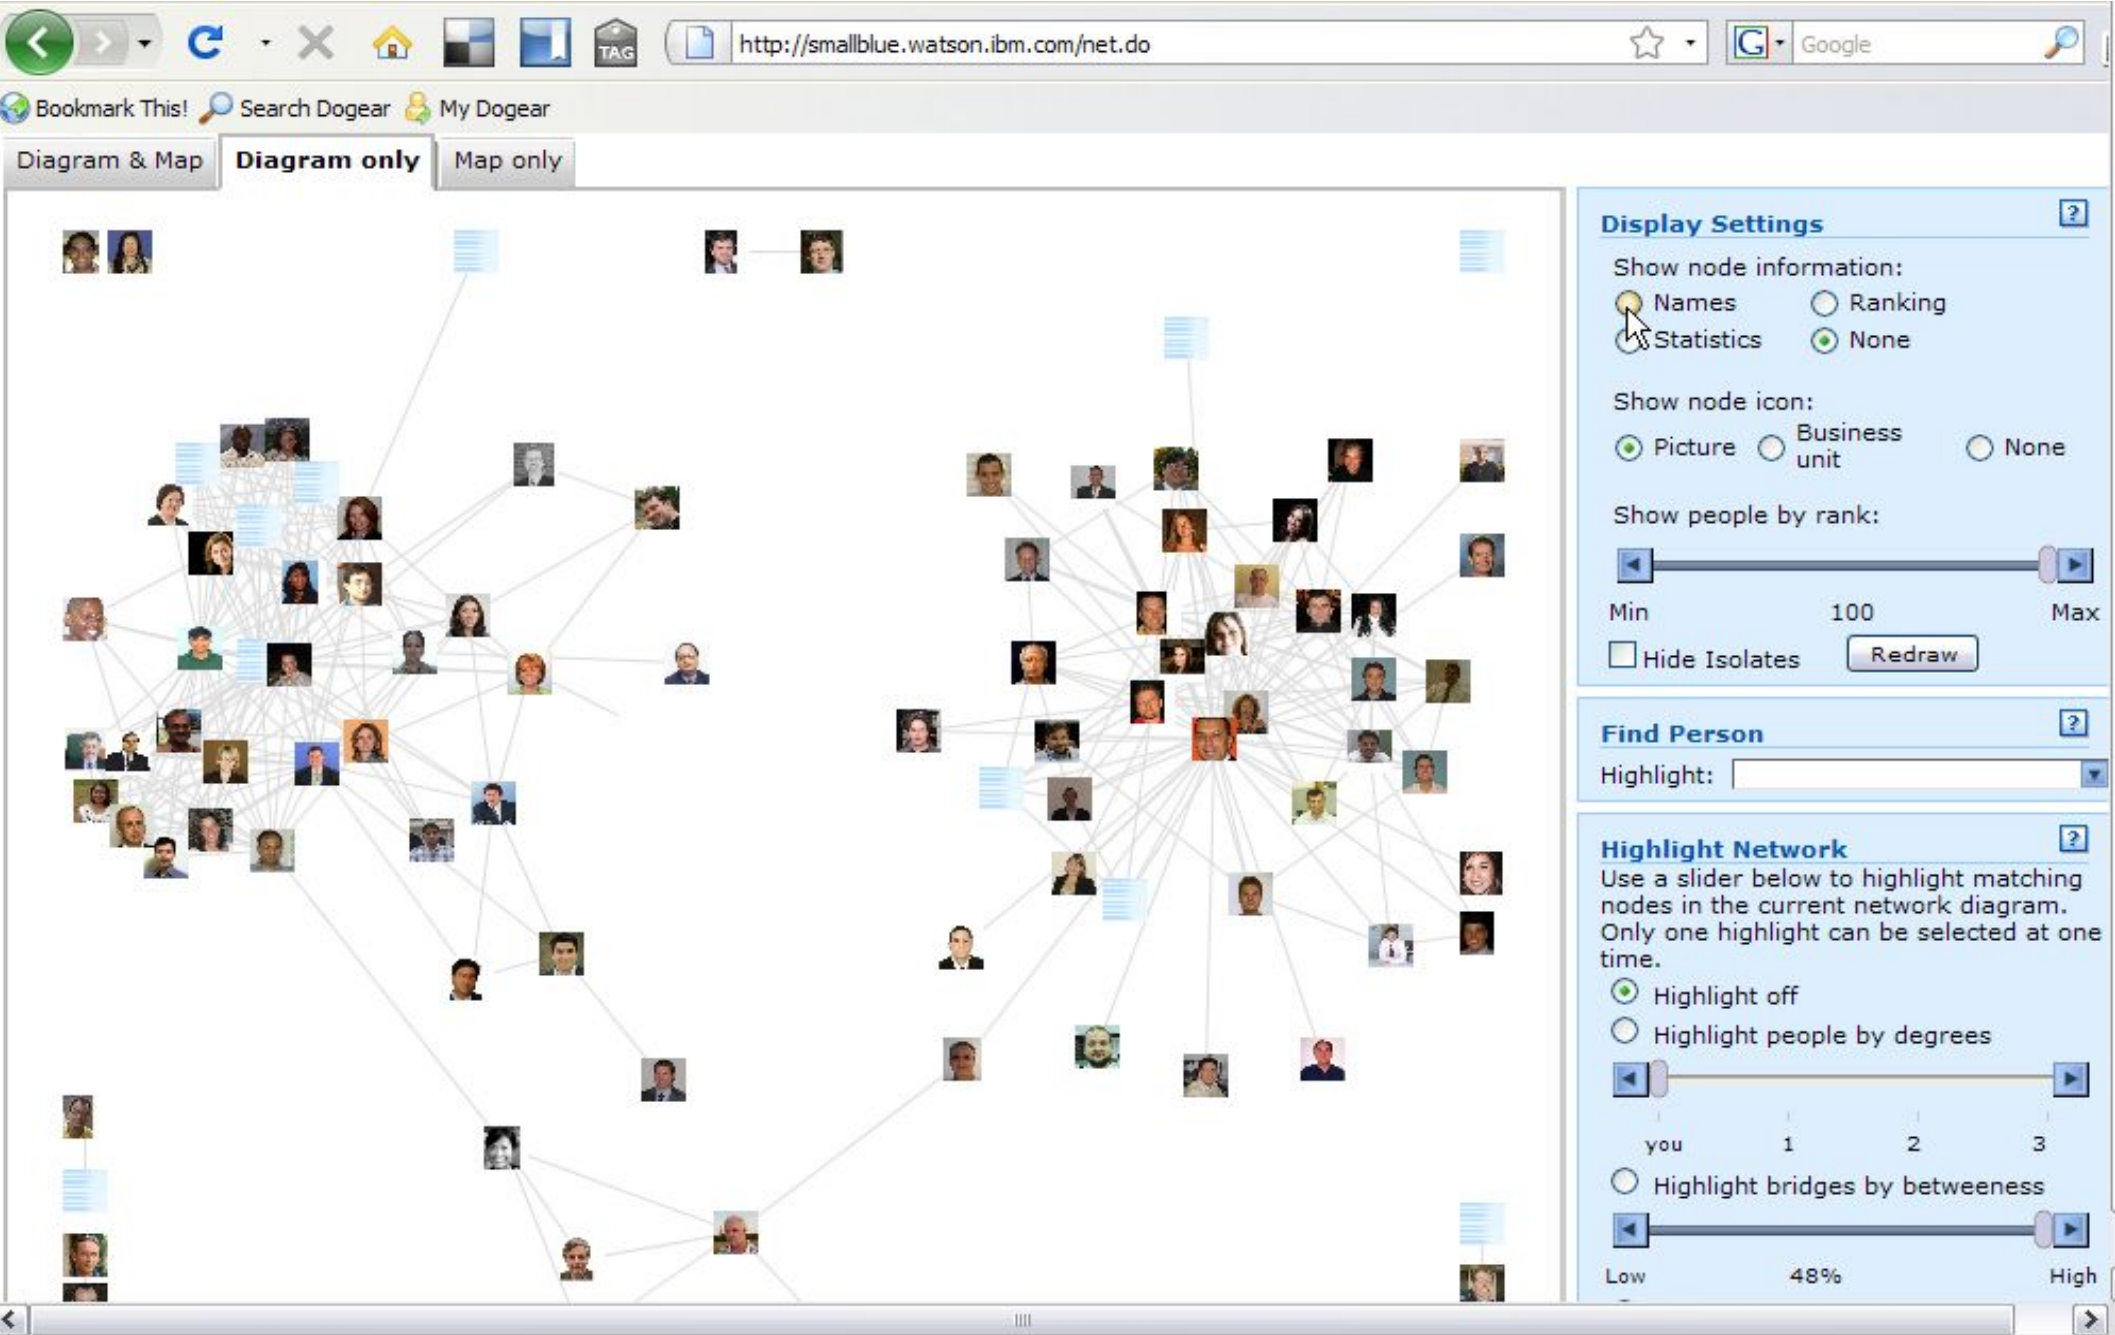 TAG
http://smallblue.watson.ibm.com/net.do
G
Google
Bookmark This! Search Dogear My Dogear
Diagram & Map Diagram only Map only
Display Settings ?
Show node information:
Names Ranking
Statistics None
Show node icon:
Picture Business unit None
Show people by rank:
Min 100 Max
Hide Isolates Redraw
Find Person ?
Highlight:
Highlight Network ?
Use a slider below to highlight matching
nodes in the current network diagram.
Only one highlight can be selected at one
time.
Highlight off
Highlight people by degrees
you 1 2 3
Highlight bridges by betweeness
Low 48% High